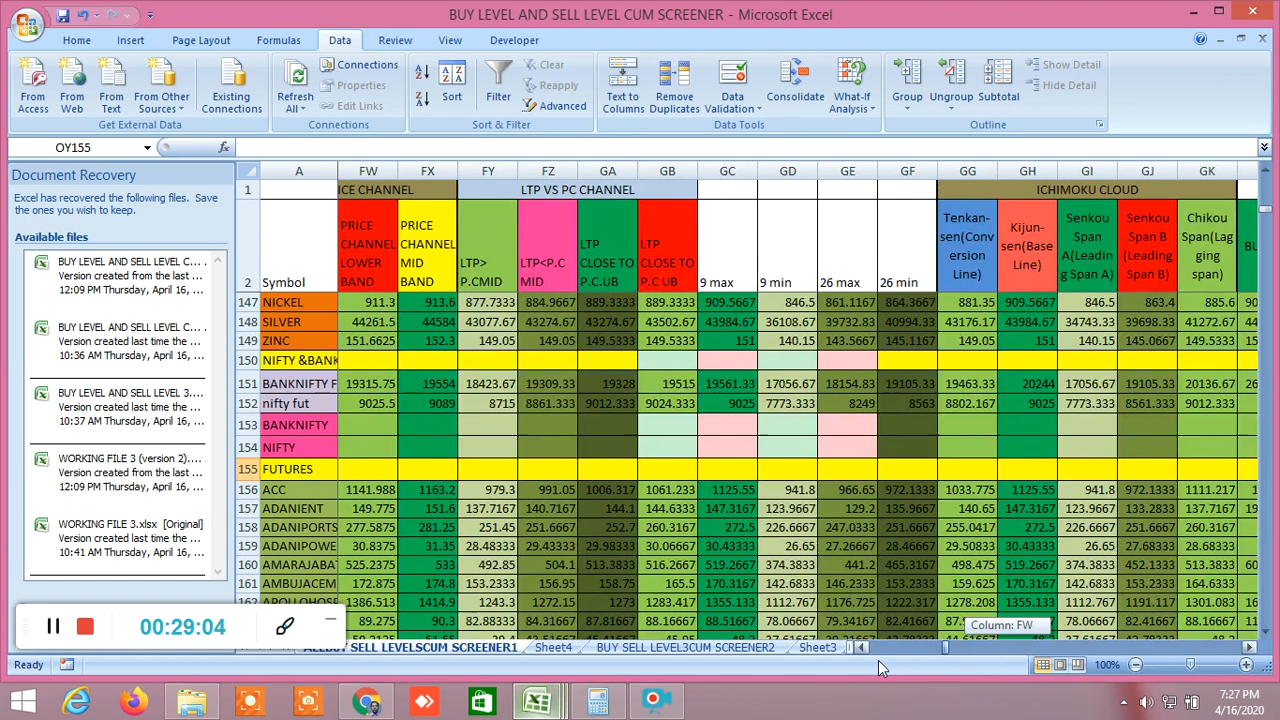 BUY LEVEL AND SELL LEVEL CUM SCREENER - Microsoft Excel
Home Insert Page Layout Formulas Data Review View Developer
From Access From Web From Text From Other Sources Existing Connections Refresh All Connections Properties Edit Links Sort Filter Clear Reapply Advanced Text to Columns Remove Duplicates Data Validation Consolidate What-If Analysis Group Ungroup Subtotal Show Detail Hide Detail
Get External Data Connections Sort & Filter Data Tools Outline
OY155 fx
Document Recovery
Excel has recovered the following files. Save
the ones you wish to keep.
Available files
BUY LEVEL AND SELL LEVEL C...
Version created from the last ...
12:09 PM Thursday, April 16, ...
BUY LEVEL AND SELL LEVEL C...
Version created last time the ...
10:36 AM Thursday, April 16, ...
BUY LEVEL AND SELL LEVEL 3...
Version created last time the ...
10:37 AM Thursday, April 16, ...
WORKING FILE 3 (version 2)....
Version created from the last ...
12:09 PM Thursday, April 16, ...
WORKING FILE 3.xlsx [Original]
Version created last time the ...
10:41 AM Thursday, April 16, ...
A FW FX FY FZ GA GB GC GD GE GF GG GH GI GJ GK
1 ICE CHANNEL LTP VS PC CHANNEL ICHIMOKU CLOUD
2 Symbol PRICE CHANNEL LOWER BAND PRICE CHANNEL MID BAND LTP> P.CMID LTP<P.C MID LTP CLOSE TO P.C.UB LTP CLOSE TO P.C UB 9 max 9 min 26 max 26 min Tenkan-sen(Conversion Line) Kijun-sen(Base Line) Senkou Span A(Leading Span A) Senkou Span B (Leading Span B) Chikou Span(Lagging span) BU
147 NICKEL 911.3 913.6 877.7333 884.9667 889.3333 889.3333 909.5667 846.5 861.1167 864.3667 881.35 909.5667 846.5 863.4 885.6
148 SILVER 44261.5 44584 43077.67 43274.67 43274.67 43502.67 43984.67 36108.67 39732.83 40994.33 43176.17 43984.67 34743.33 39698.33 41272.67
149 ZINC 151.6625 152.3 149.05 149.05 149.5333 149.5333 151 140.15 143.5667 145.1167 149.05 151 140.15 145.0667 149.5333
150 NIFTY &BANK
151 BANKNIFTY F 19315.75 19554 18423.67 19309.33 19328 19515 19561.33 17056.67 18154.83 19105.33 19463.33 20244 17056.67 19105.33 20136.67
152 nifty fut 9025.5 9089 8715 8861.333 9012.333 9024.333 9025 7773.333 8249 8563 8802.167 9025 7773.333 8561.333 9012.333
153 BANKNIFTY
154 NIFTY
155 FUTURES
156 ACC 1141.988 1163.2 979.3 991.05 1006.317 1061.233 1125.55 941.8 966.65 972.1333 1033.775 1125.55 941.8 972.1333 1111.217
157 ADANIENT 149.775 151.6 137.7167 140.7167 144.1 144.6333 147.3167 123.9667 129.2 135.9667 140.65 147.3167 123.9667 133.2833 137.7167
158 ADANIPORTS 277.5875 281.25 251.45 251.6667 252.7 260.3167 272.5 226.6667 247.0333 251.6667 255.0417 272.5 226.6667 251.6667 260.3167
159 ADANIPOWE 30.8375 31.35 28.48333 29.43333 29.98333 30.06667 30.43333 26.65 27.26667 28.46667 29.50833 30.43333 26.65 28.45 28.68333
160 AMARAJABA 525.2375 533 492.85 504.1 513.3833 516.2667 519.2667 374.3833 441.2 465.3167 498.475 519.2667 374.3833 452.1333 513.3833
161 AMBUJACEM 172.875 174.8 153.2333 156.95 158.75 165.5 170.3167 142.6833 146.2333 153.2333 159.625 170.3167 142.6833 153.2333 164.6333
162 APOLLOHOSP 1386.513 1414.9 1243.3 1272.15 1273 1283.417 1355.133 1112.767 1176.725 1222.317 1278.208 1355.133 1112.767 1191.117 1301.083
Column: FW
00:29:04
ALLBUY SELL LEVELSCUM SCREENER1 Sheet4 BUY SELL LEVEL3CUM SCREENER2 Sheet3
Ready 100%
7:27 PM
4/16/2020